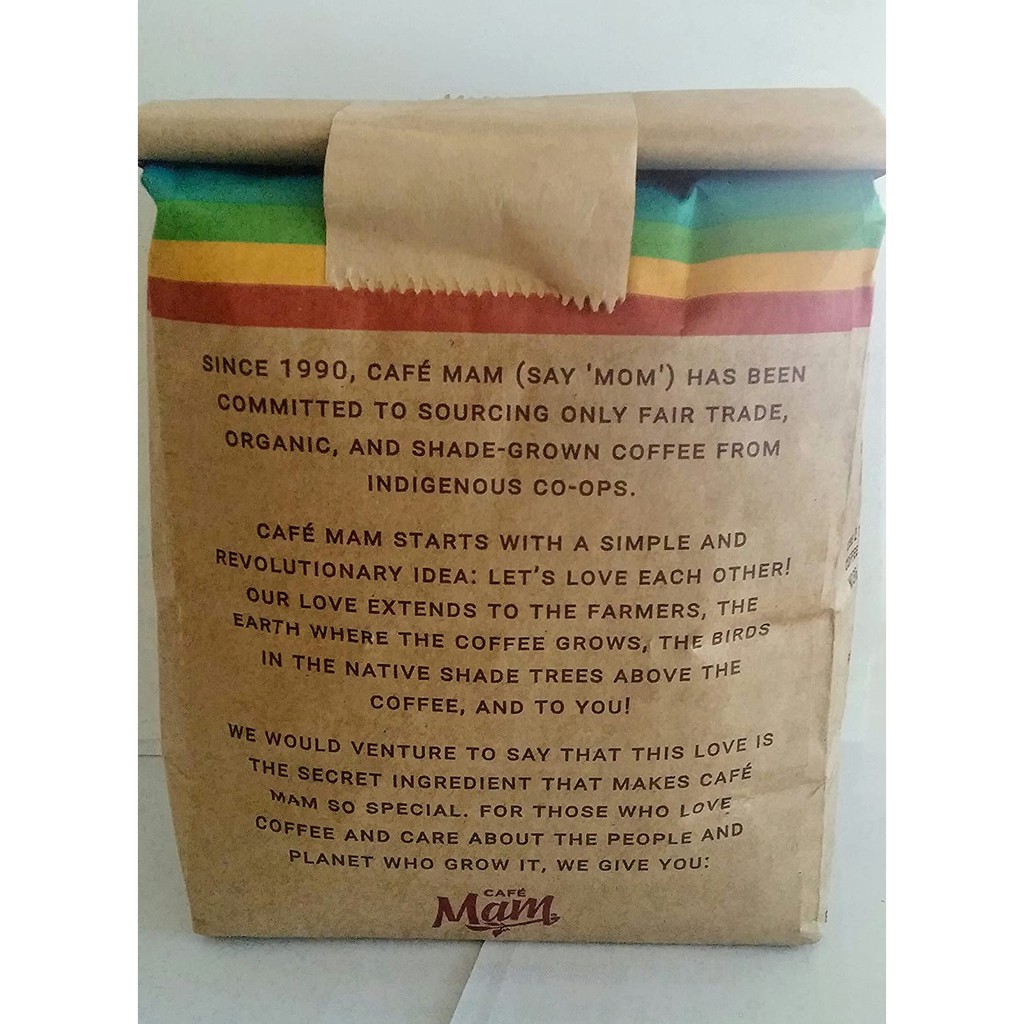 SINCE 1990, CAFÉ MAM (SAY 'MOM') HAS BEEN
COMMITTED TO SOURCING ONLY FAIR TRADE,
ORGANIC, AND SHADE-GROWN COFFEE FROM
INDIGENOUS CO-OPS.
CAFÉ MAM STARTS WITH A SIMPLE AND
REVOLUTIONARY IDEA: LET'S LOVE EACH OTHER!
OUR LOVE EXTENDS TO THE FARMERS, THE
EARTH WHERE THE COFFEE GROWS, THE BIRDS
IN THE NATIVE SHADE TREES ABOVE THE
COFFEE, AND TO YOU!
WE WOULD VENTURE TO SAY THAT THIS LOVE IS
THE SECRET INGREDIENT THAT MAKES CAFÉ
MAM SO SPECIAL. FOR THOSE WHO LOVE
COFFEE AND CARE ABOUT THE PEOPLE AND
PLANET WHO GROW IT, WE GIVE YOU:
CAFÉ
Mam